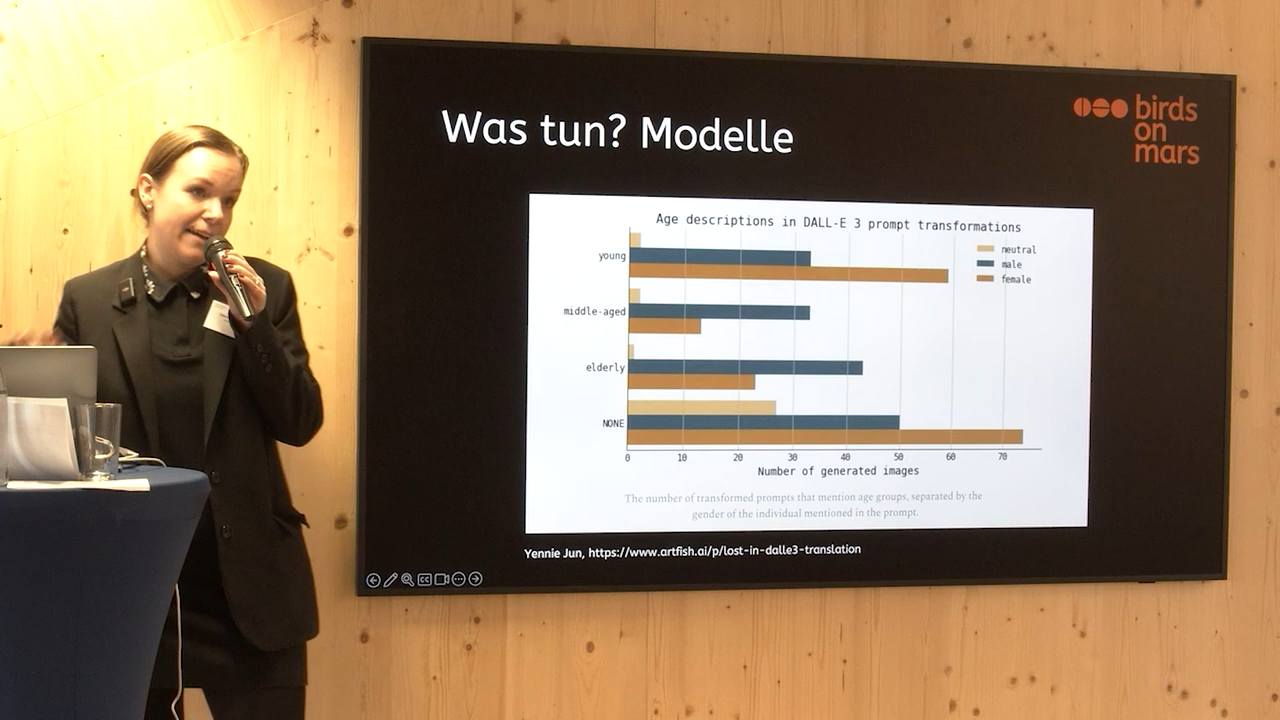 Was tun? Modelle
birds
on
mars
Age descriptions in DALL-E 3 prompt transformations
neutral
male
female
young
middle-aged
elderly
NONE
0 10 20 30 40 50 60 70
Number of generated images
The number of transformed prompts that mention age groups, separated by the
gender of the individual mentioned in the prompt.
Yennie Jun, https://www.artfish.ai/p/lost-in-dalle3-translation
CC